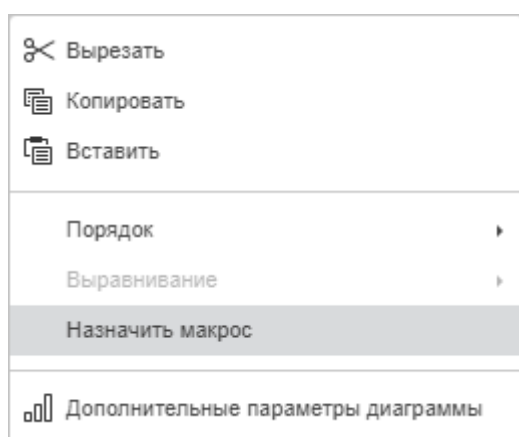 Вырезать
Копировать
Вставить
Порядок
Выравнивание
Назначить макрос
Дополнительные параметры диаграммы